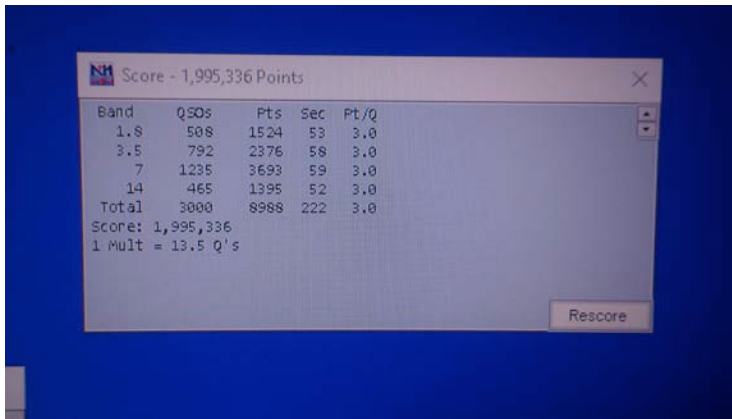 Score - 1,995,336 Points
Band QSOs Pts Sec Pt/Q
1.8 508 1524 53 3.0
3.5 792 2376 58 3.0
7 1235 3693 59 3.0
14 465 1395 52 3.0
Total 3000 8988 222 3.0
Score: 1,995,336
1 Mult = 13.5 Q's
Rescore